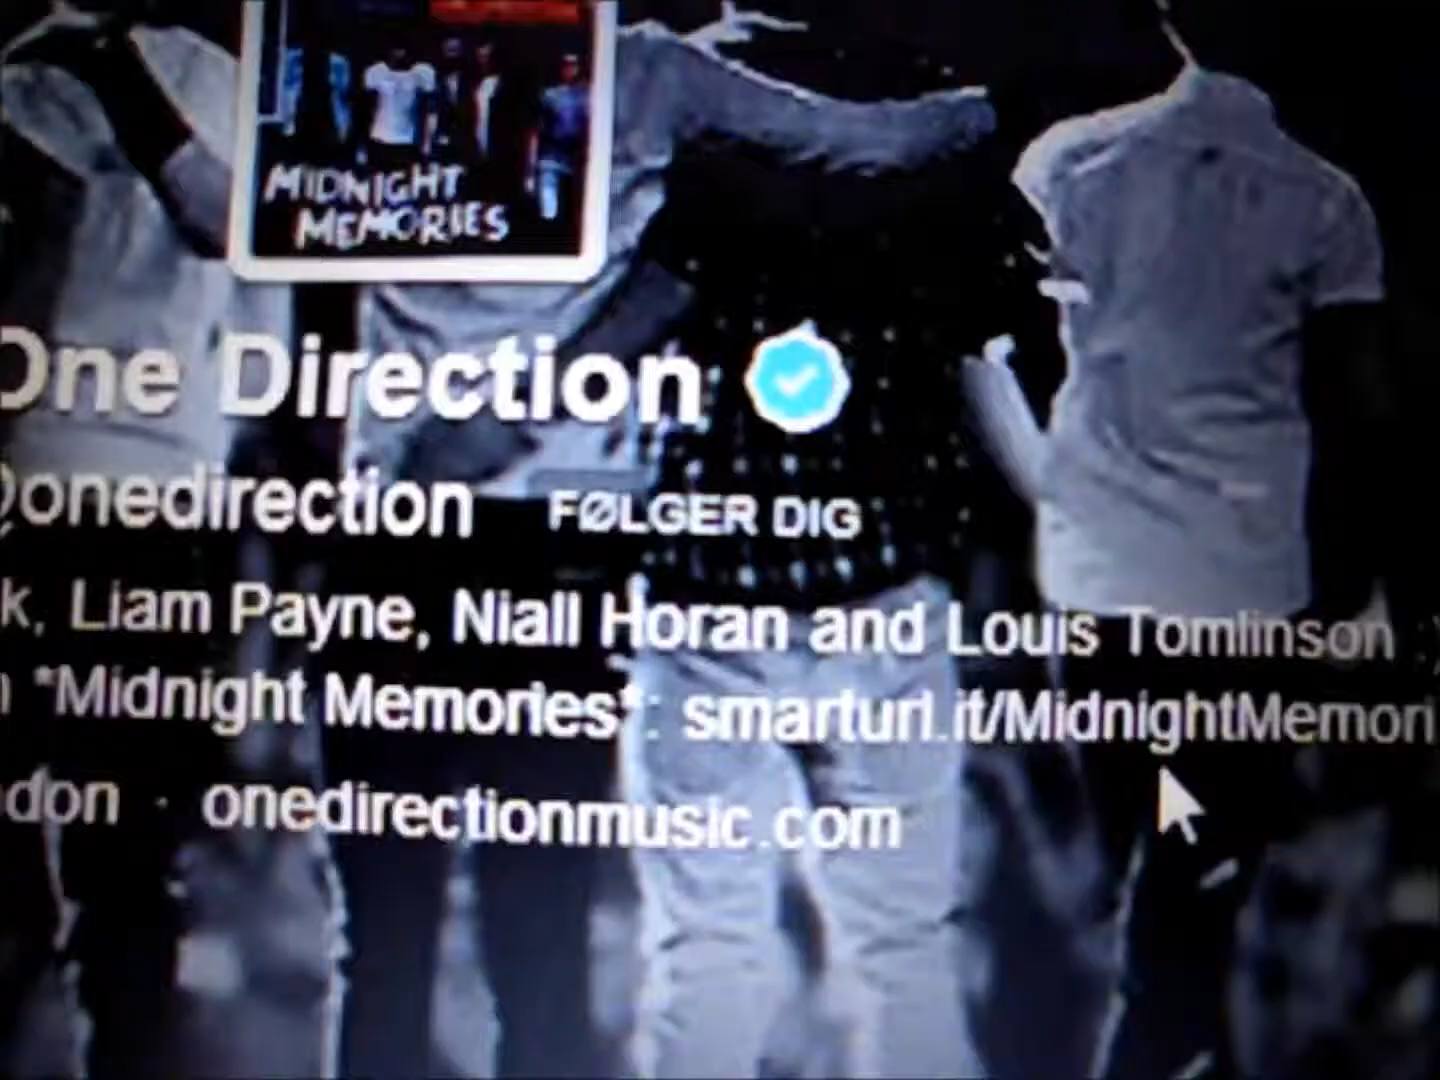 MIDNIGHT
MEMORIES
One Direction
@onedirection FØLGER DIG
k, Liam Payne, Niall Horan and Louis Tomlinson :)
*Midnight Memories*: smarturl.it/MidnightMemori
don · onedirectionmusic.com